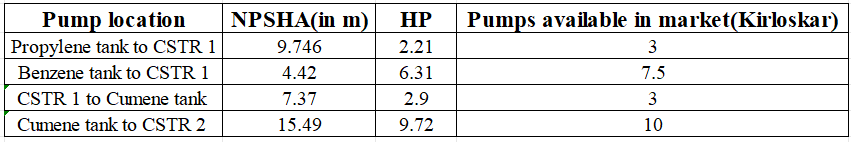 Pump location NPSHA(in m) HP Pumps available in market(Kirloskar)
Propylene tank to CSTR 1 9.746 2.21 3
Benzene tank to CSTR 1 4.42 6.31 7.5
CSTR 1 to Cumene tank 7.37 2.9 3
Cumene tank to CSTR 2 15.49 9.72 10